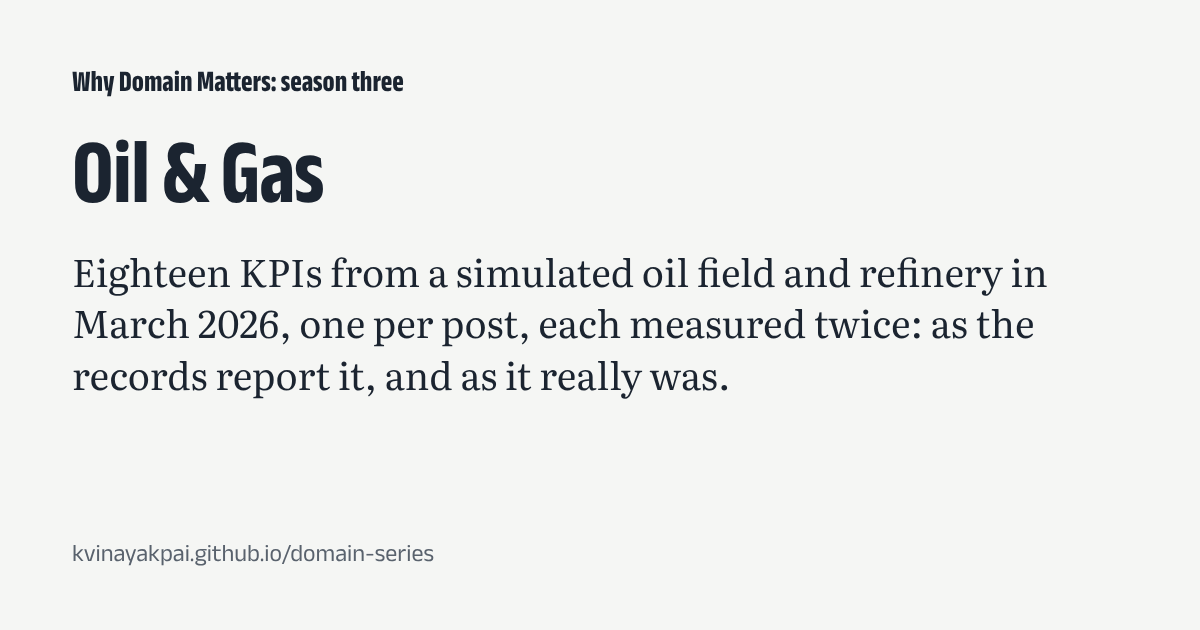 Why Domain Matters: season three
Oil & Gas
Eighteen KPIs from a simulated oil field and refinery in
March 2026, one per post, each measured twice: as the
records report it, and as it really was.
kvinayakpai.github.io/domain-series